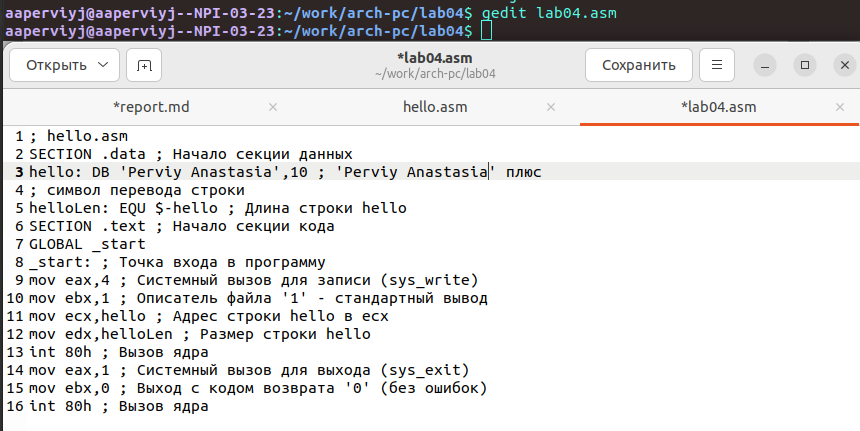 aaperviyj@aaperviyj--NPI-03-23:~/work/arch-pc/lab04$ gedit lab04.asm
aaperviyj@aaperviyj--NPI-03-23:~/work/arch-pc/lab04$
Открыть
*lab04.asm
~/work/arch-pc/lab04
Сохранить
*report.md
hello.asm
*lab04.asm
1 ; hello.asm
2 SECTION .data ; Начало секции данных
3 hello: DB 'Perviy Anastasia',10 ; 'Perviy Anastasia' плюс
4 ; символ перевода строки
5 helloLen: EQU $-hello ; Длина строки hello
6 SECTION .text ; Начало секции кода
7 GLOBAL _start
8 _start: ; Точка входа в программу
9 mov eax,4 ; Системный вызов для записи (sys_write)
10 mov ebx,1 ; Описатель файла '1' - стандартный вывод
11 mov ecx,hello ; Адрес строки hello в ecx
12 mov edx,helloLen ; Размер строки hello
13 int 80h ; Вызов ядра
14 mov eax,1 ; Системный вызов для выхода (sys_exit)
15 mov ebx,0 ; Выход с кодом возврата '0' (без ошибок)
16 int 80h ; Вызов ядра